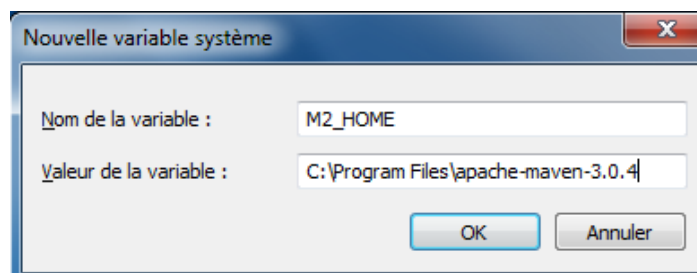 Nouvelle variable système
Nom de la variable : M2_HOME
Valeur de la variable : C:\Program Files\apache-maven-3.0.4
OK Annuler